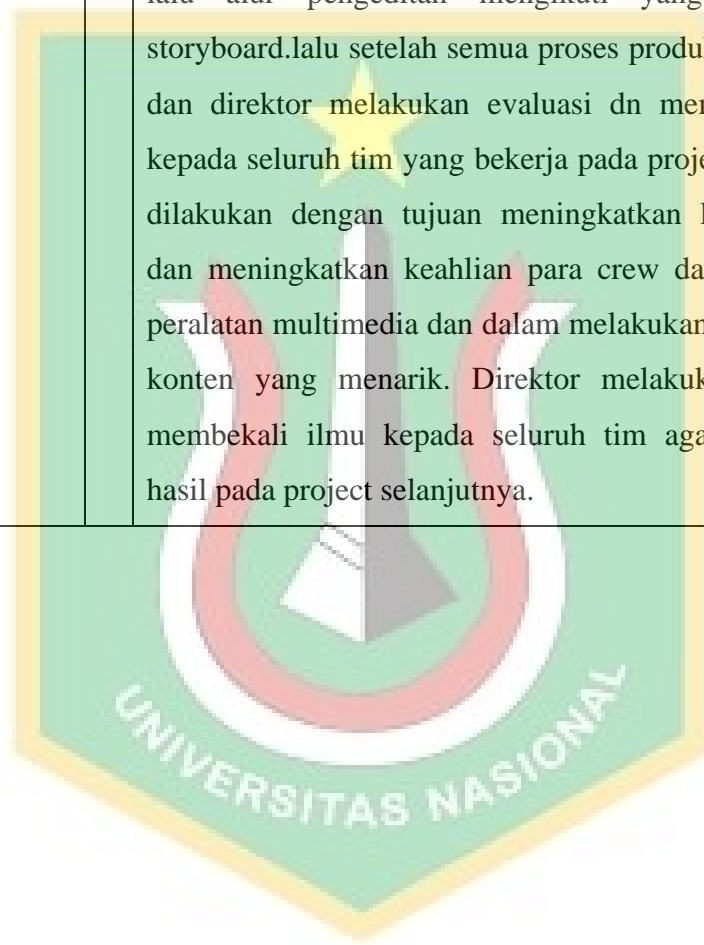 lalu alur pengeditan mengikuti yang
storyboard.lalu setelah semua proses
dan direktor melakukan evaluasi dn
kepada seluruh tim yang bekerja pada
dilakukan dengan tujuan meningkatkan
dan meningkatkan keahlian para crew
peralatan multimedia dan dalam melakukan
konten yang menarik. Direktor
membekali ilmu kepada seluruh tim
hasil pada project selanjutnya.
UNIVERSITAS NASIONAL